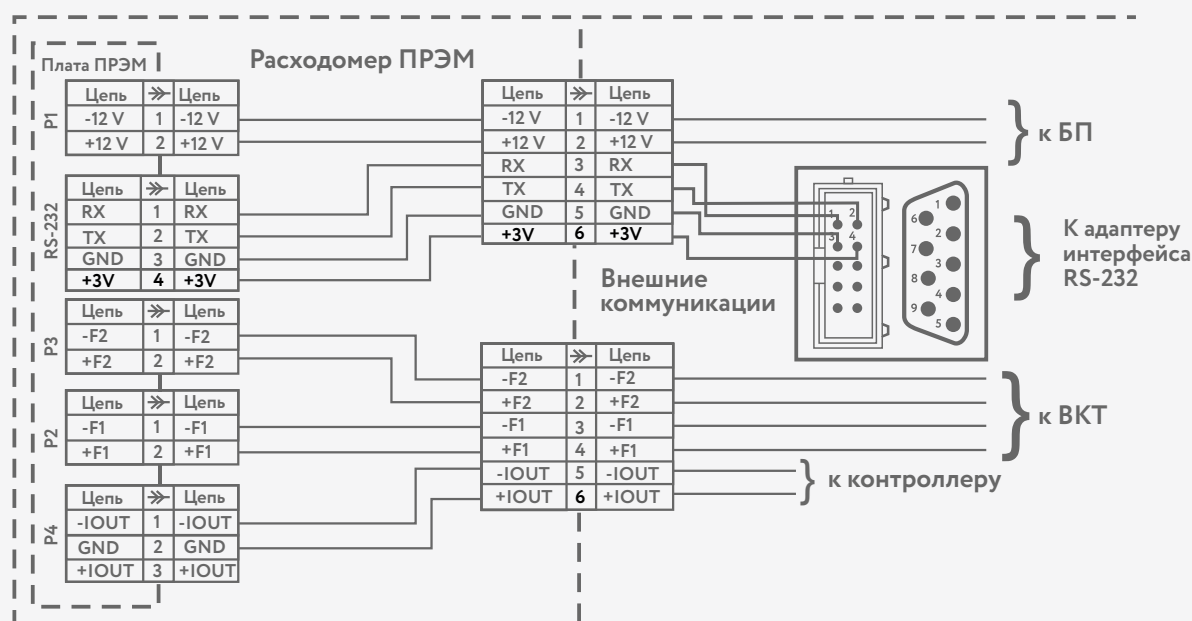 Расходомер ПРЭМ
Плата ПРЭМ
P1
Цепь Цепь
-12 V 1 -12 V
+12 V 2 +12 V
RS-232
Цепь Цепь
RX 1 RX
TX 2 TX
GND 3 GND
+3V 4 +3V
P3
Цепь Цепь
-F2 1 -F2
+F2 2 +F2
P2
Цепь Цепь
-F1 1 -F1
+F1 2 +F1
P4
Цепь Цепь
-IOUT 1 -IOUT
GND 2 GND
+IOUT 3 +IOUT
Цепь Цепь
-12 V 1 -12 V
+12 V 2 +12 V
RX 3 RX
TX 4 TX
GND 5 GND
+3V 6 +3V
Внешние
коммуникации
Цепь Цепь
-F2 1 -F2
+F2 2 +F2
-F1 3 -F1
+F1 4 +F1
-IOUT 5 -IOUT
+IOUT 6 +IOUT
к БП
1 2
3 4
1
6
2
7
3
8
4
9
5
К адаптеру
интерфейса
RS-232
к ВКТ
к контроллеру